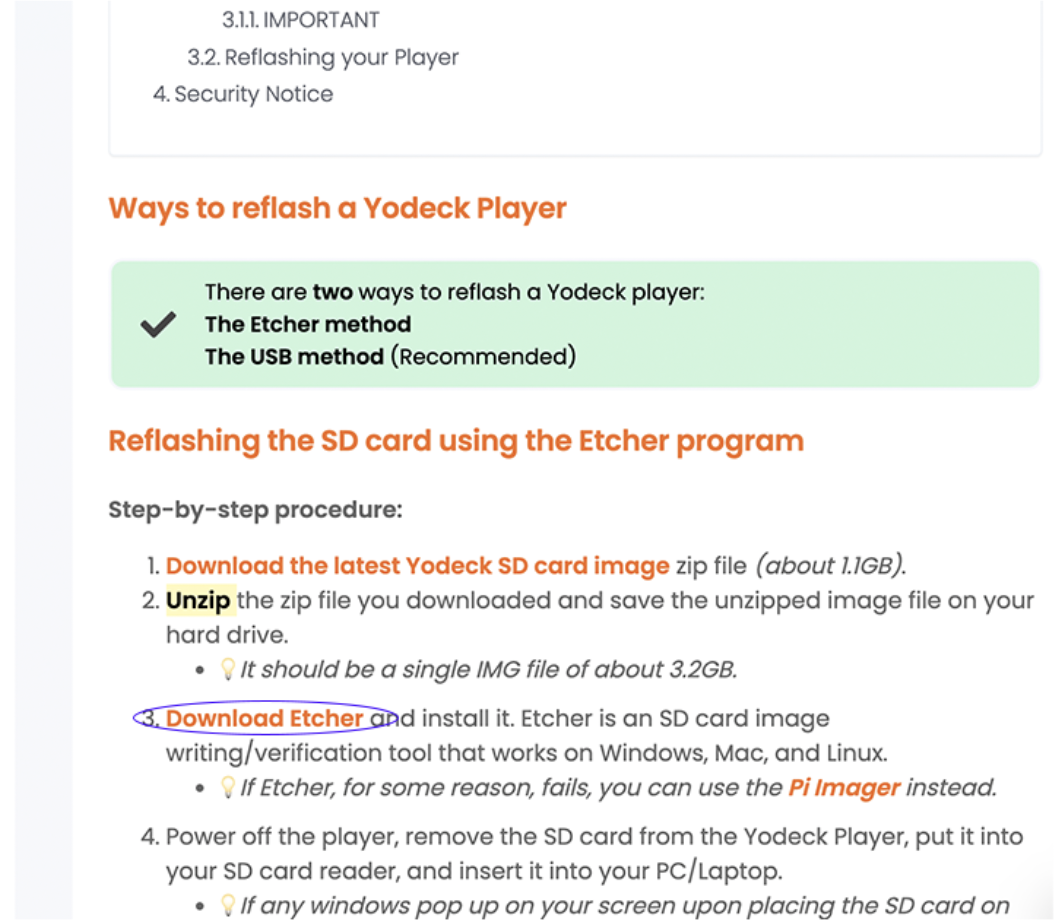 3.1.1. IMPORTANT
3.2. Reflashing your Player
4. Security Notice
Ways to reflash a Yodeck Player
There are two ways to reflash a Yodeck player:
The Etcher method
The USB method (Recommended)
Reflashing the SD card using the Etcher program
Step-by-step procedure:
1. Download the latest Yodeck SD card image zip file (about 1.1GB).
2. Unzip the zip file you downloaded and save the unzipped image file on your
hard drive.
• 💡It should be a single IMG file of about 3.2GB.
3. Download Etcher and install it. Etcher is an SD card image
writing/verification tool that works on Windows, Mac, and Linux.
• 💡If Etcher, for some reason, fails, you can use the Pi Imager instead.
4. Power off the player, remove the SD card from the Yodeck Player, put it into
your SD card reader, and insert it into your PC/Laptop.
• 💡If any windows pop up on your screen upon placing the SD card on